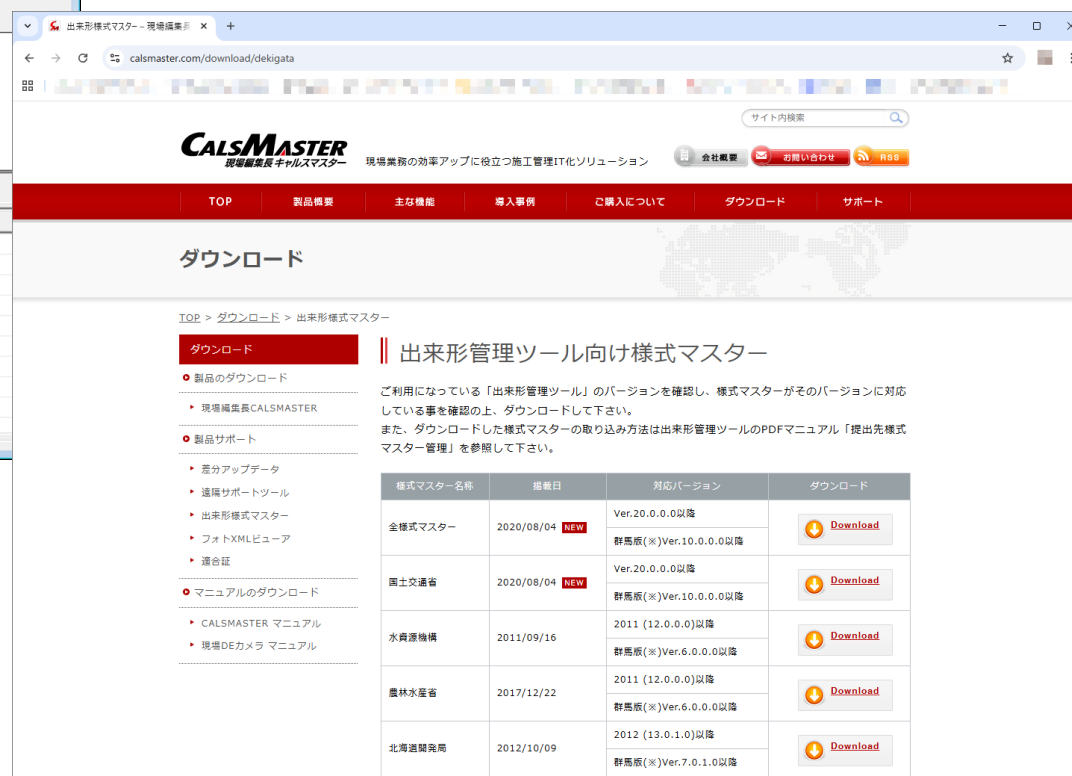 出来形様式マスター – 現場編集長
calsmaster.com/download/dekigata
サイト内検索
CALSMASTER
現場編集長 キャルスマスター
現場業務の効率アップに役立つ施工管理IT化ソリューション
会社概要
お問い合わせ
RSS
TOP 製品概要 主な機能 導入事例 ご購入について ダウンロード サポート
ダウンロード
TOP > ダウンロード > 出来形様式マスター
ダウンロード
製品のダウンロード
現場編集長CALSMASTER
製品サポート
差分アップデータ
遠隔サポートツール
出来形様式マスター
フォトXMLビューア
適合証
マニュアルのダウンロード
CALSMASTER マニュアル
現場DEカメラ マニュアル
出来形管理ツール向け様式マスター
ご利用になっている「出来形管理ツール」のバージョンを確認し、様式マスターがそのバージョンに対応
している事を確認の上、ダウンロードして下さい。
また、ダウンロードした様式マスターの取り込み方法は出来形管理ツールのPDFマニュアル「提出先様式
マスター管理」を参照して下さい。
様式マスター名称 掲載日 対応バージョン ダウンロード
全様式マスター 2020/08/04 NEW Ver.20.0.0.0以降 Download
群馬版(※)Ver.10.0.0.0以降
国土交通省 2020/08/04 NEW Ver.20.0.0.0以降 Download
群馬版(※)Ver.10.0.0.0以降
水資源機構 2011/09/16 2011 (12.0.0.0)以降 Download
群馬版(※)Ver.6.0.0.0以降
農林水産省 2017/12/22 2011 (12.0.0.0)以降 Download
群馬版(※)Ver.6.0.0.0以降
北海道開発局 2012/10/09 2012 (13.0.1.0)以降 Download
群馬版(※)Ver.7.0.1.0以降